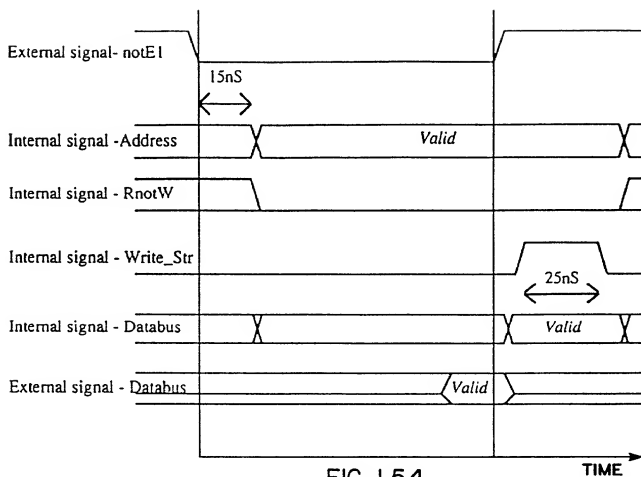 External signal- notE1
15nS
Internal signal -Address
Valid
Internal signal - RnotW
Internal signal - Write_Str
25nS
Internal signal - Databus
Valid
External signal - Databus
Valid
TIME